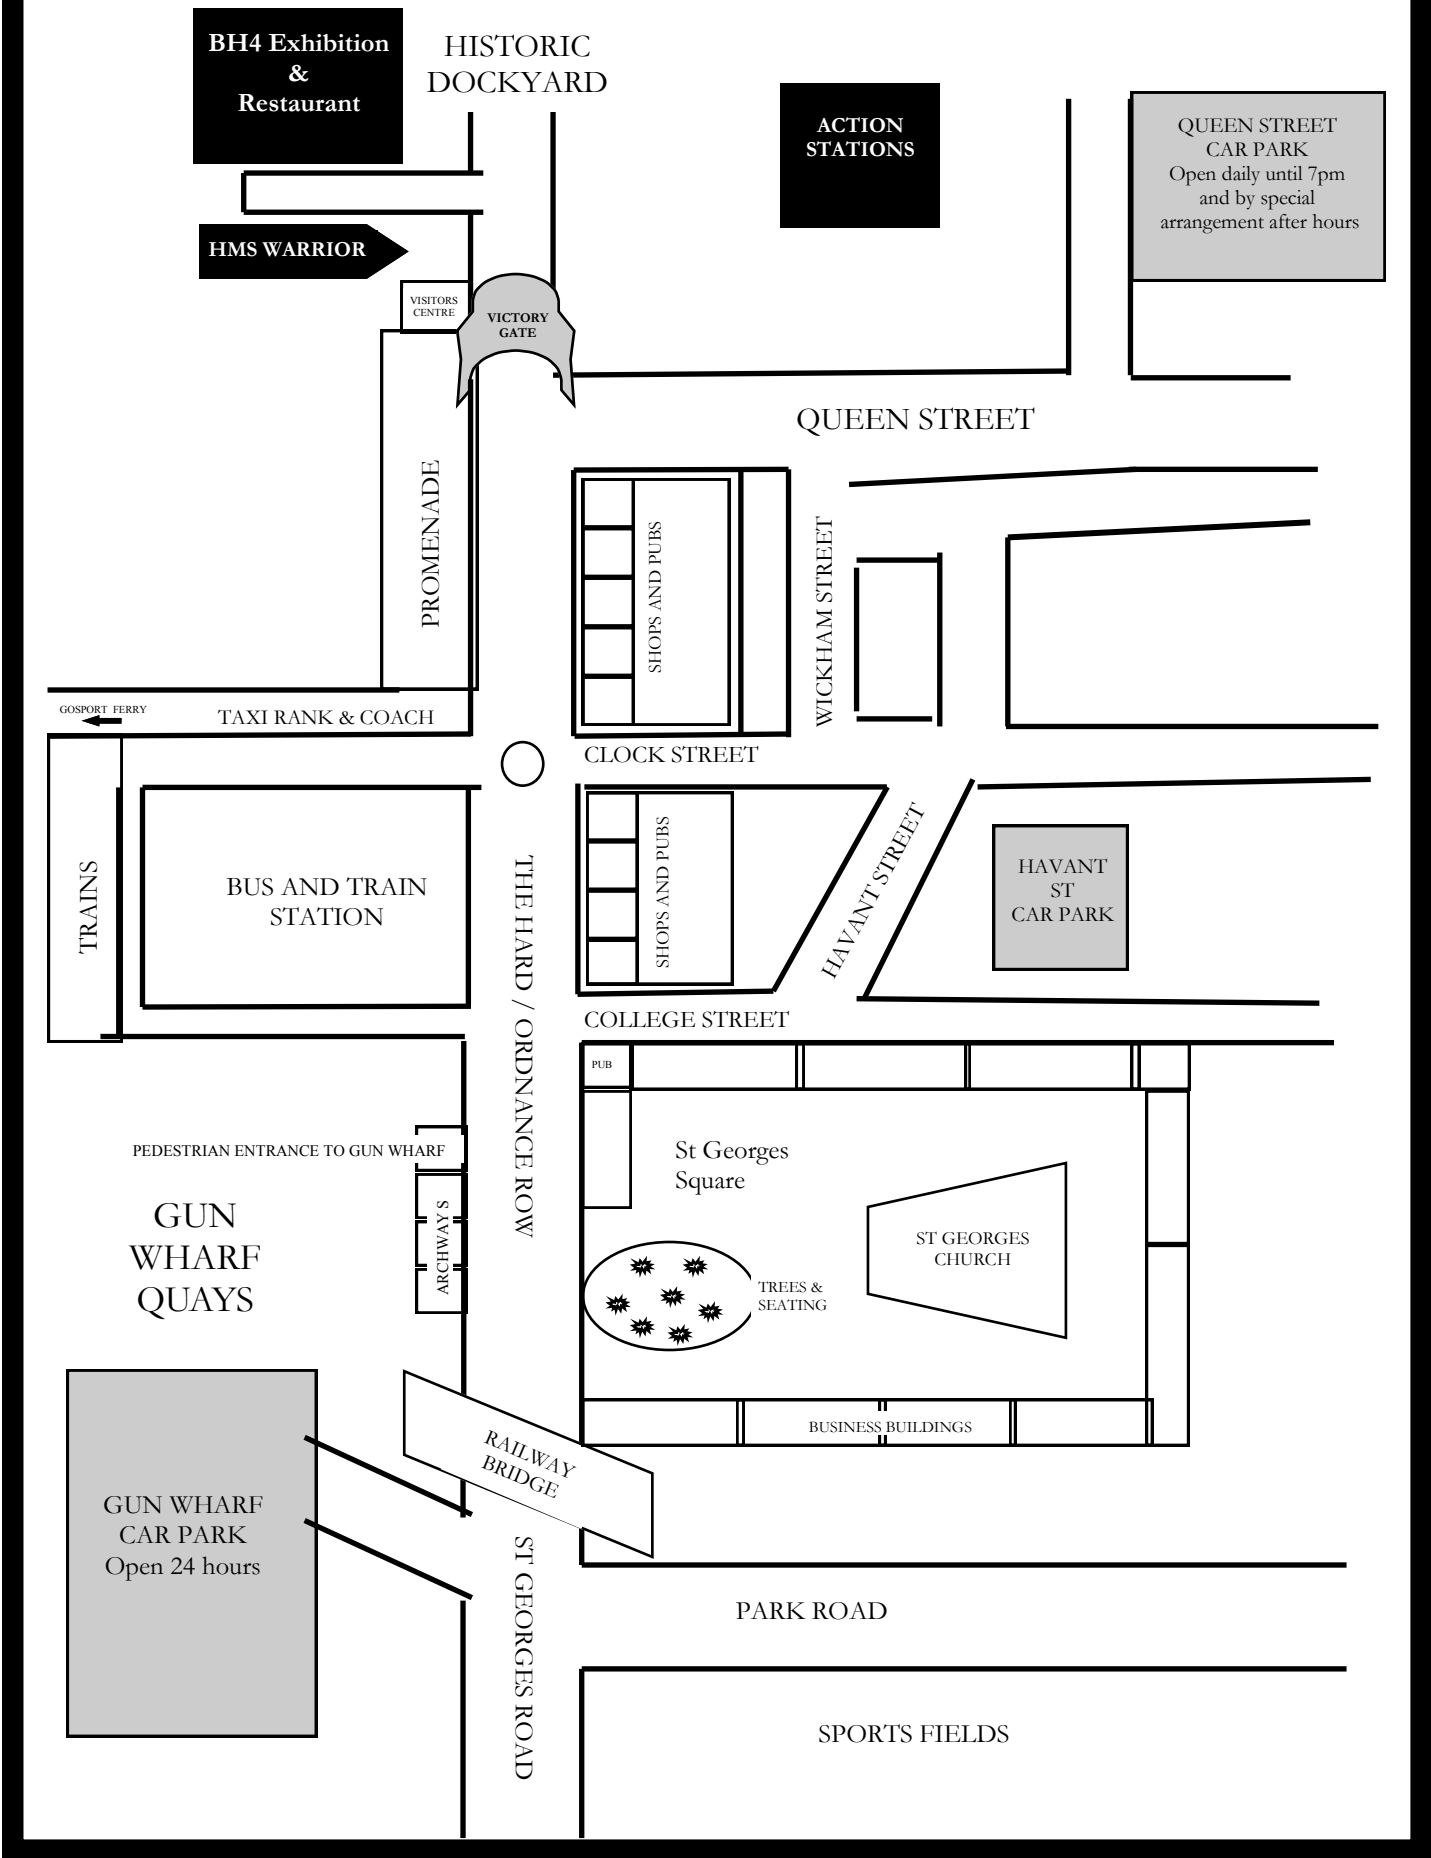 BH4 Exhibition
&
Restaurant
HISTORIC
DOCKYARD
ACTION
STATIONS
QUEEN STREET
CAR PARK
Open daily until 7pm
and by special
arrangement after hours
HMS WARRIOR
VISITORS
CENTRE
VICTORY
GATE
QUEEN STREET
PROMENADE
SHOPS AND PUBS
WICKHAM STREET
GOSPORT FERRY
TAXI RANK & COACH
CLOCK STREET
TRAINS
BUS AND TRAIN
STATION
THE HARD / ORDNANCE ROW
SHOPS AND PUBS
HAVANT STREET
HAVANT
ST
CAR PARK
COLLEGE STREET
PUB
PEDESTRIAN ENTRANCE TO GUN WHARF
St Georges
Square
GUN
WHARF
QUAYS
ARCHWAYS
ST GEORGES
CHURCH
TREES &
SEATING
BUSINESS BUILDINGS
RAILWAY
BRIDGE
GUN WHARF
CAR PARK
Open 24 hours
ST GEORGES ROAD
PARK ROAD
SPORTS FIELDS